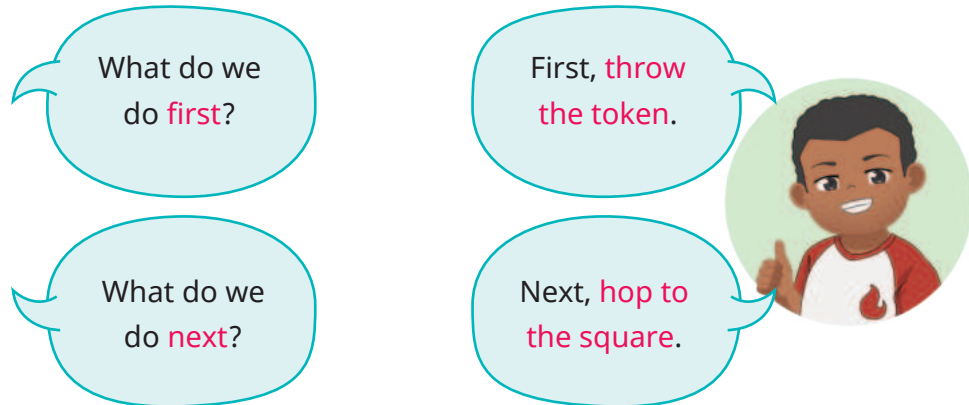 What do we
do first?
First, throw
the token.
What do we
do next?
Next, hop to
the square.